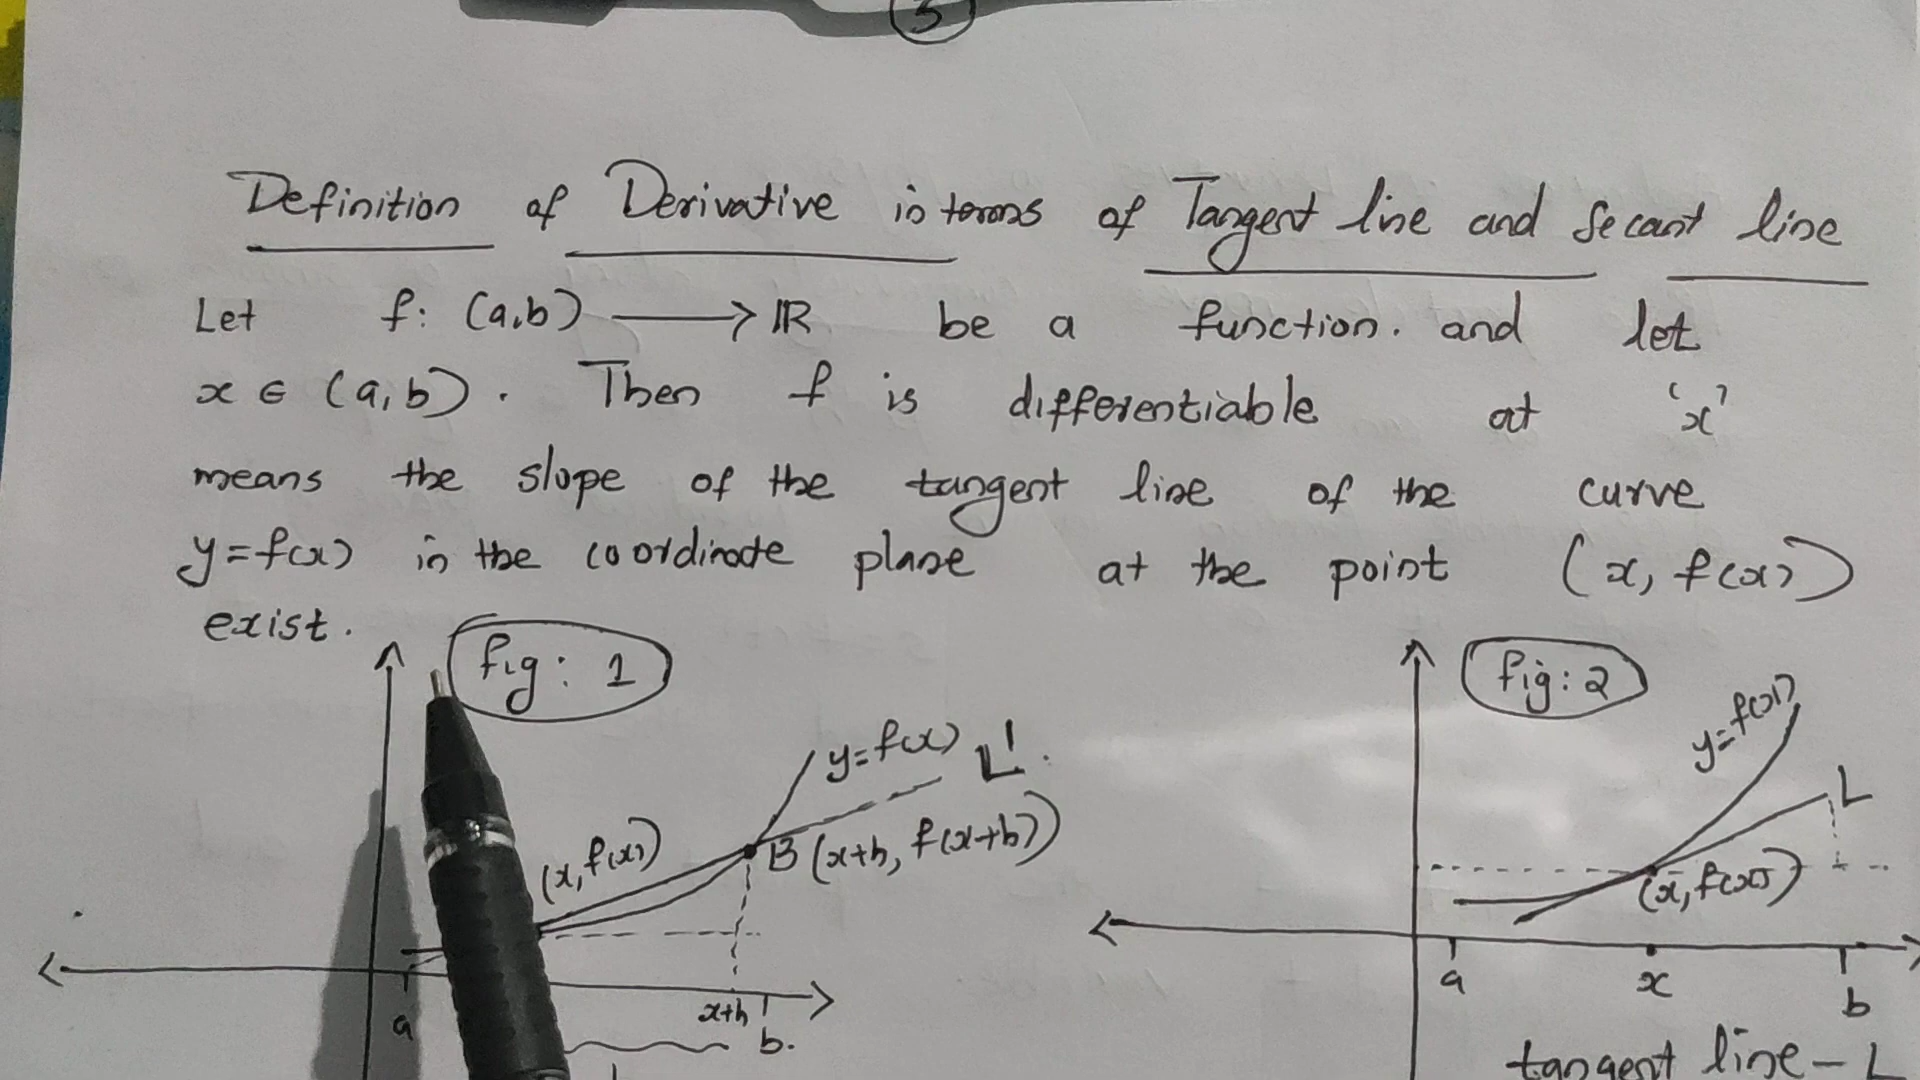 5
Definition of Derivative in terms of Tangent line and Secant line
Let f: (a,b) ⟶ ℝ be a function. and let
x ∈ (a,b). Then f is differentiable at 'x'
means the slope of the tangent line of the curve
y=f(x) in the coordinate plane at the point (x, f(x))
exist.
fig: 1
y=f(x) L'.
(x, f(x))
B (x+h, f(x+h))
a x+h b.
fig: 2
y=f(x)
L
(x, f(x))
a x b
tangent line - L